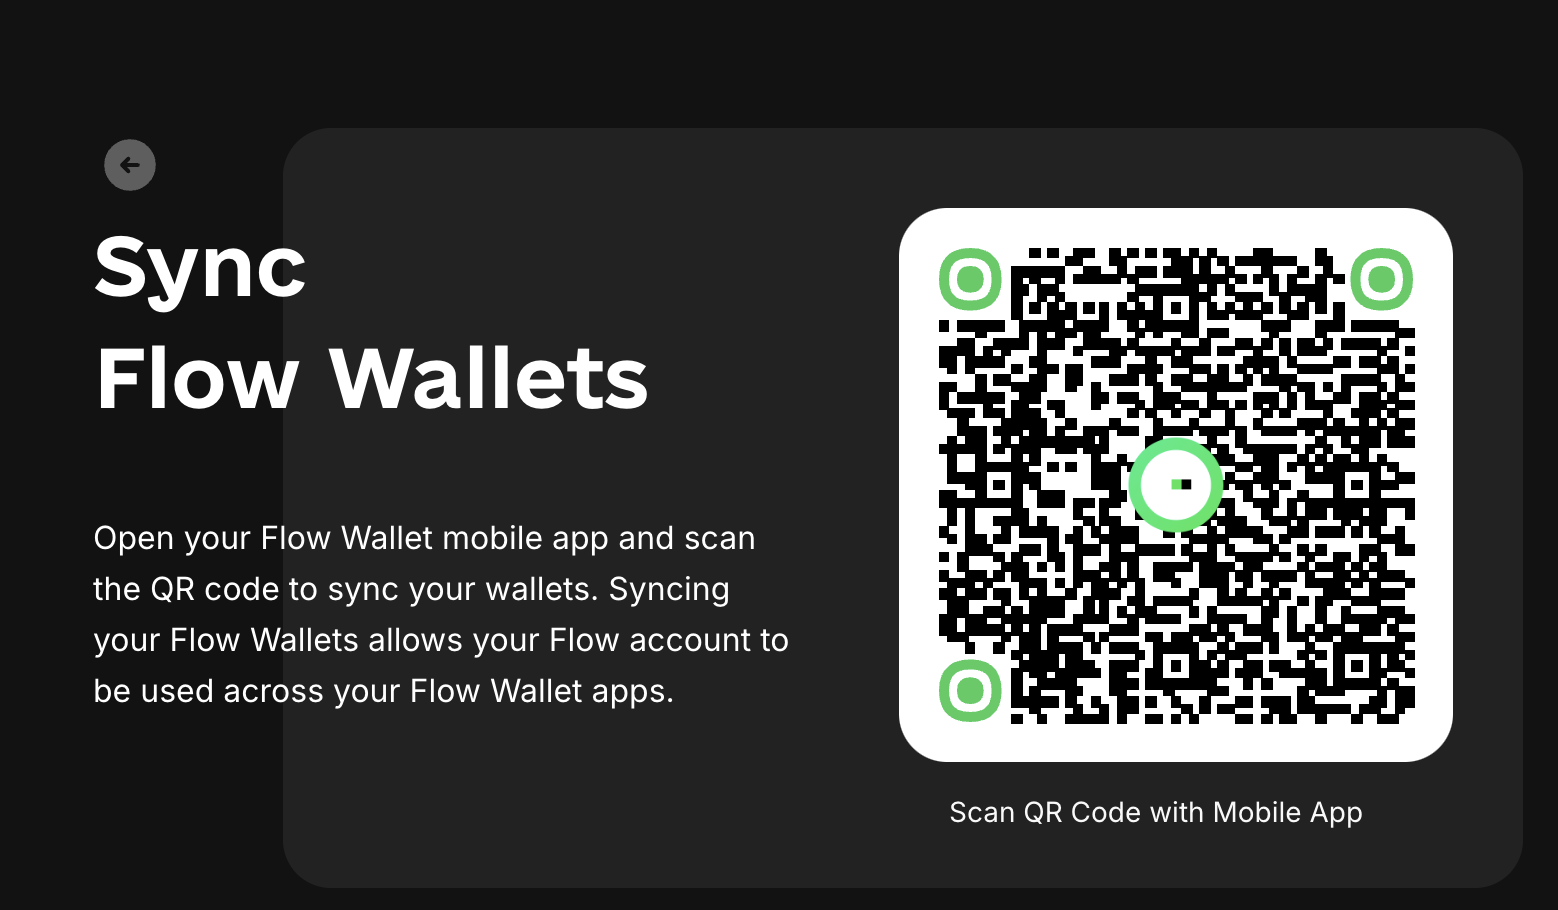 Sync
Flow Wallets
Open your Flow Wallet mobile app and scan
the QR code to sync your wallets. Syncing
your Flow Wallets allows your Flow account to
be used across your Flow Wallet apps.
Scan QR Code with Mobile App